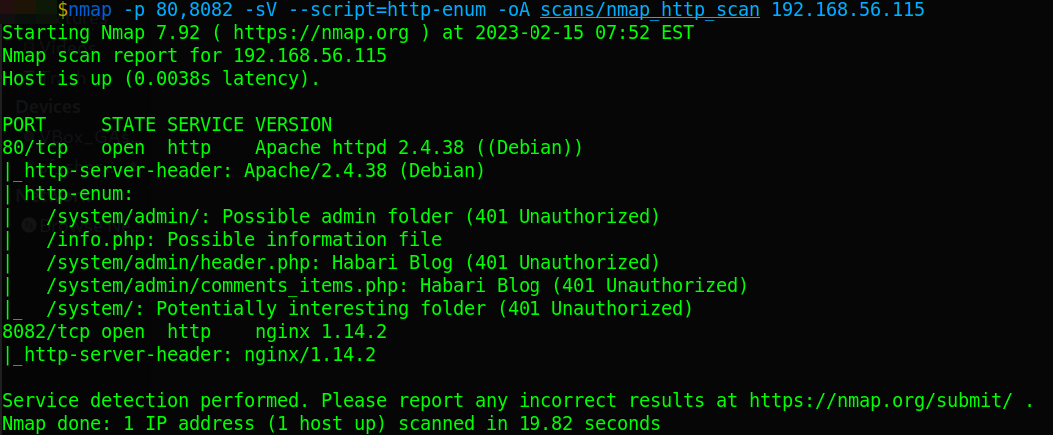 $nmap -p 80,8082 -sV --script=http-enum -oA scans/nmap_http_scan 192.168.56.115
Starting Nmap 7.92 ( https://nmap.org ) at 2023-02-15 07:52 EST
Nmap scan report for 192.168.56.115
Host is up (0.0038s latency).
PORT     STATE SERVICE VERSION
80/tcp   open  http    Apache httpd 2.4.38 ((Debian))
|_http-server-header: Apache/2.4.38 (Debian)
| http-enum:
|   /system/admin/: Possible admin folder (401 Unauthorized)
|   /info.php: Possible information file
|   /system/admin/header.php: Habari Blog (401 Unauthorized)
|   /system/admin/comments_items.php: Habari Blog (401 Unauthorized)
|_  /system/: Potentially interesting folder (401 Unauthorized)
8082/tcp open  http    nginx 1.14.2
|_http-server-header: nginx/1.14.2
Service detection performed. Please report any incorrect results at https://nmap.org/submit/ .
Nmap done: 1 IP address (1 host up) scanned in 19.82 seconds
Devices